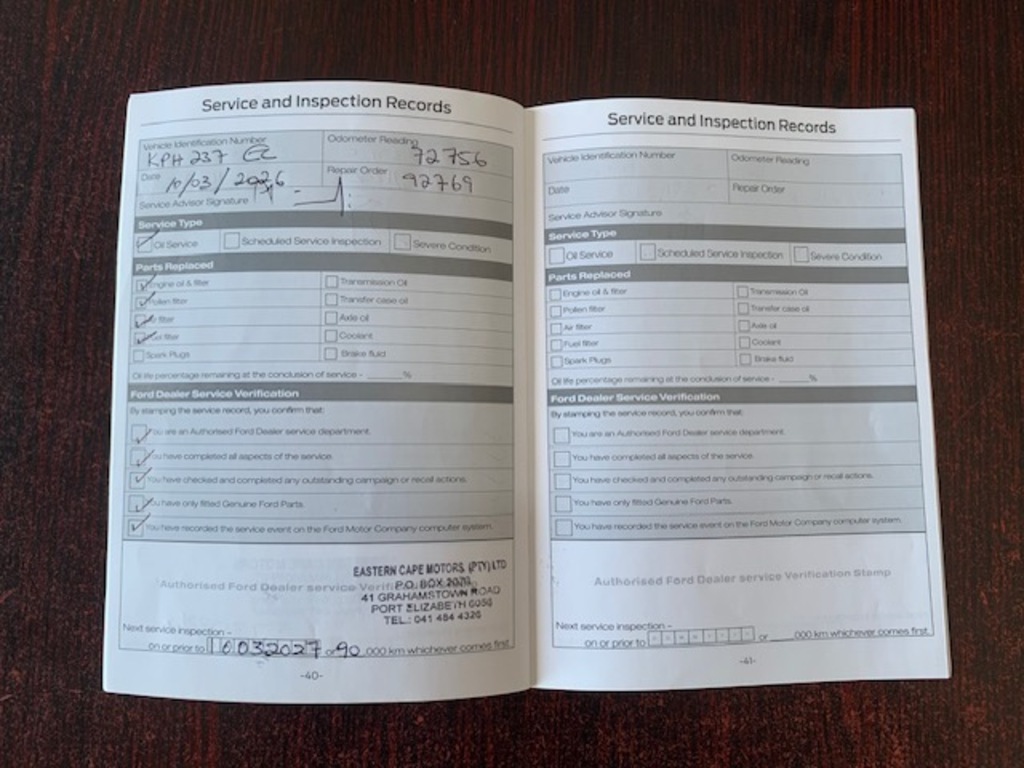 Service and Inspection Records
Vehicle Identification Number
KPH 237 EC
Odometer Reading
72756
Date
10/03/2026
Repair Order
92769
Service Advisor Signature
Service Type
Oil Service
Scheduled Service Inspection
Severe Condition
Parts Replaced
Engine oil & filter
Transmission Oil
Pollen filter
Transfer case oil
Air filter
Axle oil
Fuel filter
Coolant
Spark Plugs
Brake fluid
Oil life percentage remaining at the conclusion of service - ______%
Ford Dealer Service Verification
By stamping the service record, you confirm that:
You are an Authorised Ford Dealer service department.
You have completed all aspects of the service.
You have checked and completed any outstanding campaign or recall actions.
You have only fitted Genuine Ford Parts.
You have recorded the service event on the Ford Motor Company computer system.
Authorised Ford Dealer service Verifi
EASTERN CAPE MOTORS (PTY) LTD
P.O. BOX 2070
41 GRAHAMSTOWN ROAD
PORT ELIZABETH 6056
TEL.: 041 484 4326
Next service inspection -
on or prior to 10032027 or 90 ,000 km whichever comes first
-40-
Service and Inspection Records
Vehicle Identification Number
Odometer Reading
Date
Repair Order
Service Advisor Signature
Service Type
Oil Service
Scheduled Service Inspection
Severe Condition
Parts Replaced
Engine oil & filter
Transmission Oil
Pollen filter
Transfer case oil
Air filter
Axle oil
Fuel filter
Coolant
Spark Plugs
Brake fluid
Oil life percentage remaining at the conclusion of service - ______%
Ford Dealer Service Verification
By stamping the service record, you confirm that:
You are an Authorised Ford Dealer service department.
You have completed all aspects of the service.
You have checked and completed any outstanding campaign or recall actions.
You have only fitted Genuine Ford Parts.
You have recorded the service event on the Ford Motor Company computer system.
Authorised Ford Dealer service Verification Stamp
Next service inspection -
on or prior to or ______,000 km whichever comes first
-41-